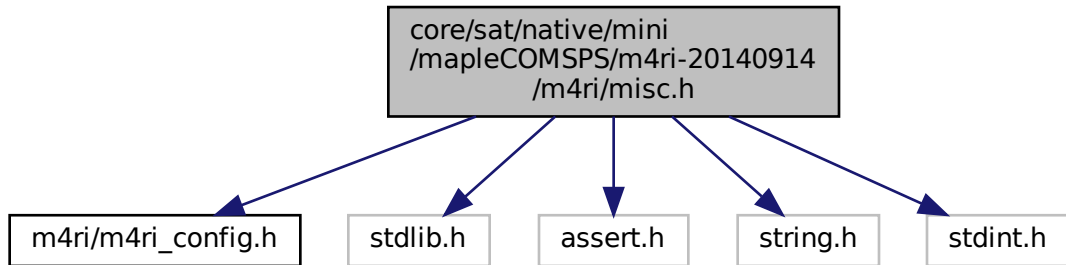 core/sat/native/mini
/mapleCOMSPS/m4ri-20140914
/m4ri/misc.h
m4ri/m4ri_config.h
stdlib.h
assert.h
string.h
stdint.h